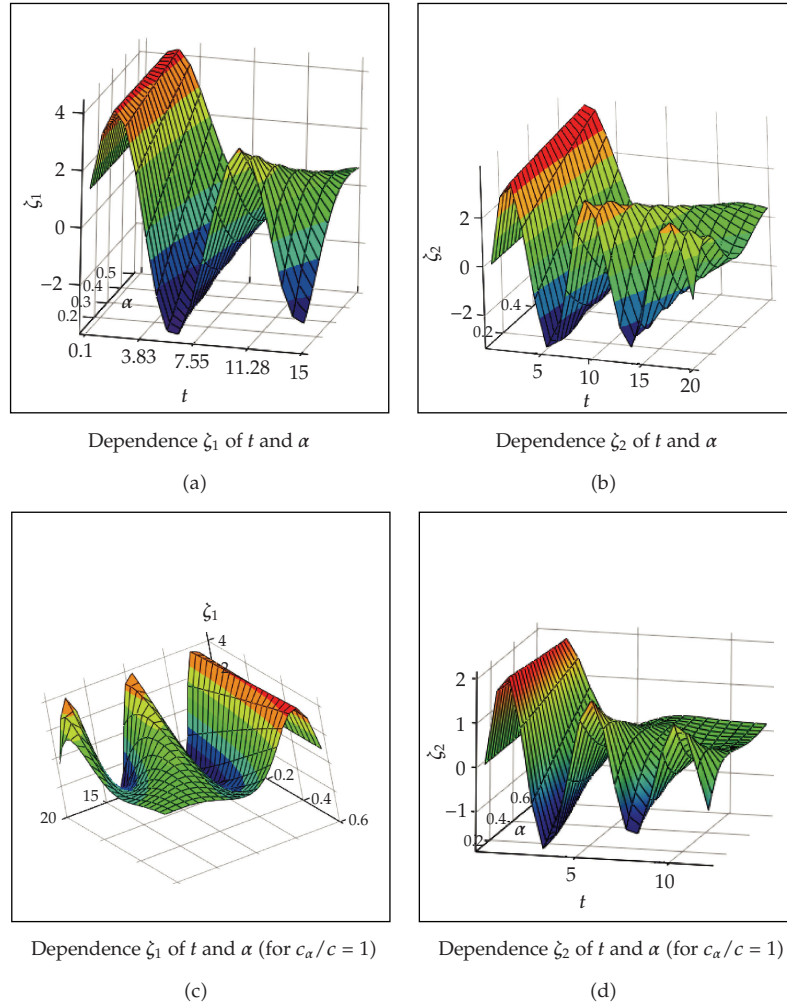 4
2
0
−2
ζ1
0.5
0.4
0.3
0.2
α
0.1
3.83
7.55
11.28
15
t
Dependence ζ1 of t and α
(a)
2
0
−2
ζ2
0.4
0.2
5
10
15
20
t
Dependence ζ2 of t and α
(b)
ζ1
4
2
0.2
0.4
0.6
15
20
Dependence ζ1 of t and α (for cα/c = 1)
(c)
2
1
0
−1
ζ2
0.6
0.4
0.2
α
5
10
t
Dependence ζ2 of t and α (for cα/c = 1)
(d)